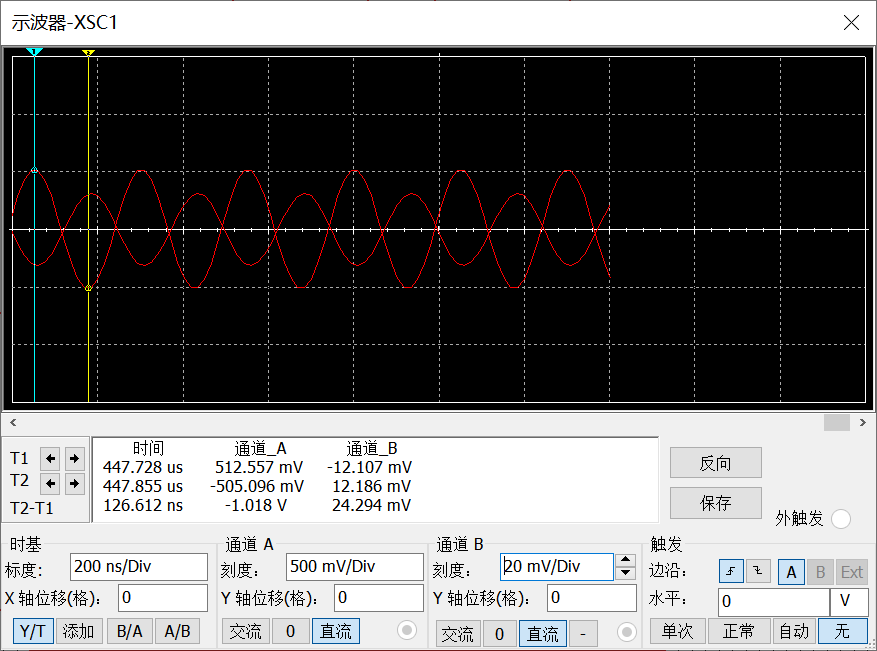 示波器-XSC1
1 2
时间 通道_A 通道_B
T1 447.728 us 512.557 mV -12.107 mV
T2 447.855 us -505.096 mV 12.186 mV
T2-T1 126.612 ns -1.018 V 24.294 mV
反向
保存
外触发
时基
标度: 200 ns/Div
X 轴位移(格): 0
Y/T 添加 B/A A/B
通道 A
刻度: 500 mV/Div
Y 轴位移(格): 0
交流 0 直流
通道 B
刻度: 20 mV/Div
Y 轴位移(格): 0
交流 0 直流 -
触发
边沿: A B Ext
水平: 0 V
单次 正常 自动 无